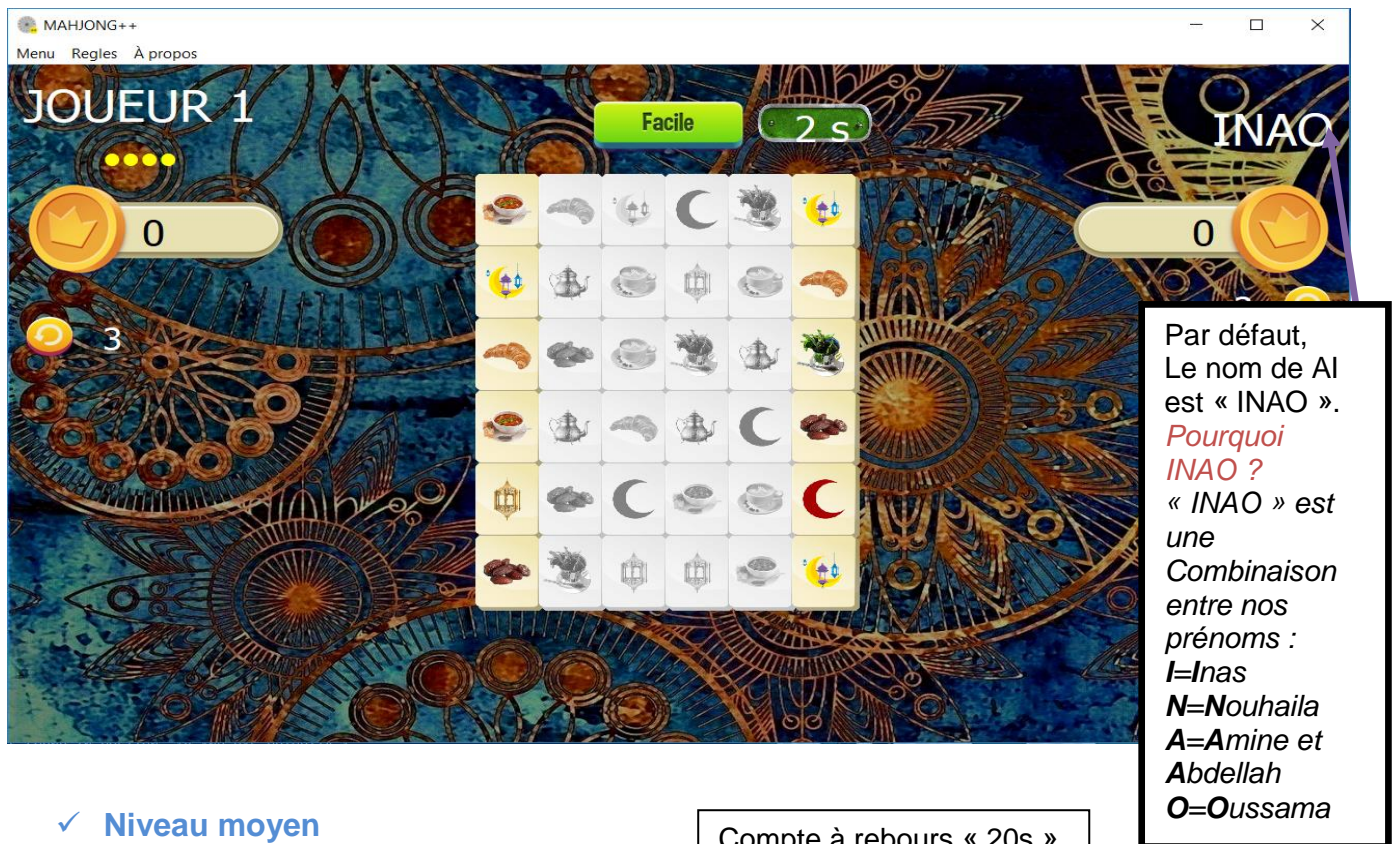 MAHJONG++
Menu Regles À propos
JOUEUR 1
Facile
2 s
INAO
0
0
3
Par défaut,
Le nom de AI
est « INAO ».
Pourquoi
INAO ?
« INAO » est
une
Combinaison
entre nos
prénoms :
I=Inas
N=Nouhaila
A=Amine et
Abdellah
O=Oussama
✓ Niveau moyen
Compte à rebours « 20s »